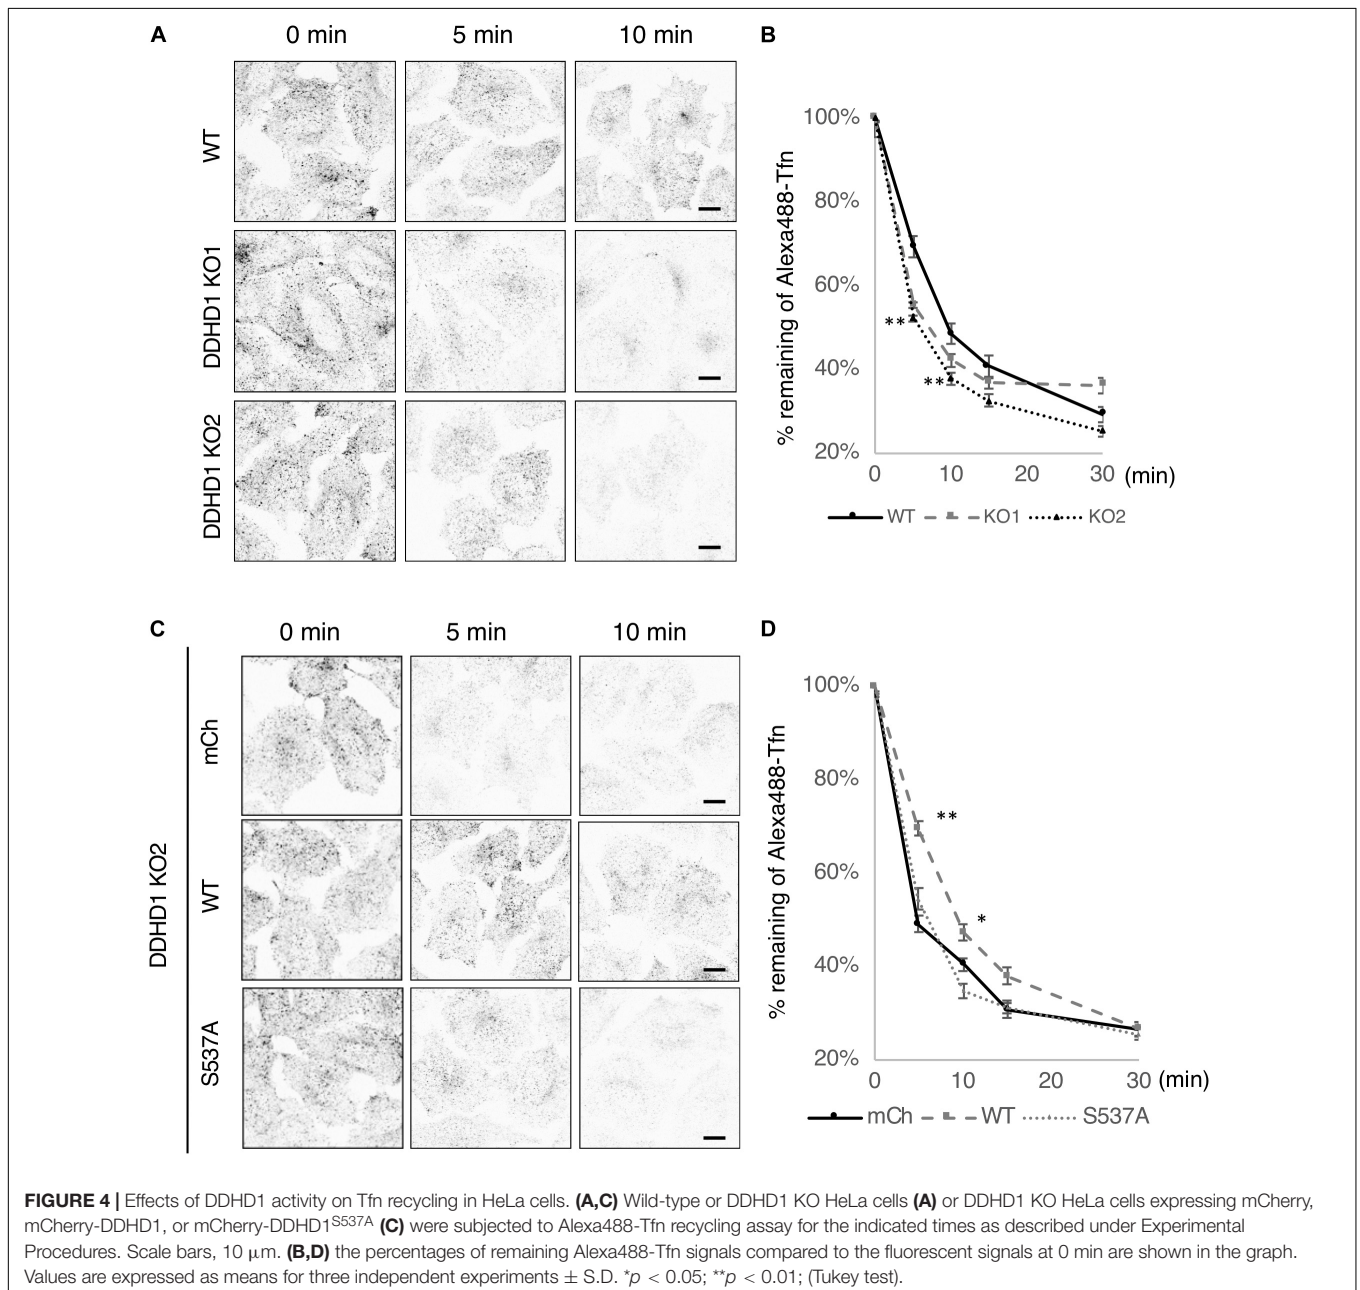 A
0 min 5 min 10 min
WT
DDHD1 KO1
DDHD1 KO2
B
% remaining of Alexa488-Tfn
100%
80%
60%
40%
20%
**
**
0 10 20 30 (min)
WT KO1 KO2
C
0 min 5 min 10 min
DDHD1 KO2
mCh
WT
S537A
D
% remaining of Alexa488-Tfn
100%
80%
60%
40%
20%
**
*
0 10 20 30 (min)
mCh WT S537A
FIGURE 4 | Effects of DDHD1 activity on Tfn recycling in HeLa cells. (A,C) Wild-type or DDHD1 KO HeLa cells (A) or DDHD1 KO HeLa cells expressing mCherry,
mCherry-DDHD1, or mCherry-DDHD1S537A (C) were subjected to Alexa488-Tfn recycling assay for the indicated times as described under Experimental
Procedures. Scale bars, 10 μm. (B,D) the percentages of remaining Alexa488-Tfn signals compared to the fluorescent signals at 0 min are shown in the graph.
Values are expressed as means for three independent experiments ± S.D. *p < 0.05; **p < 0.01; (Tukey test).